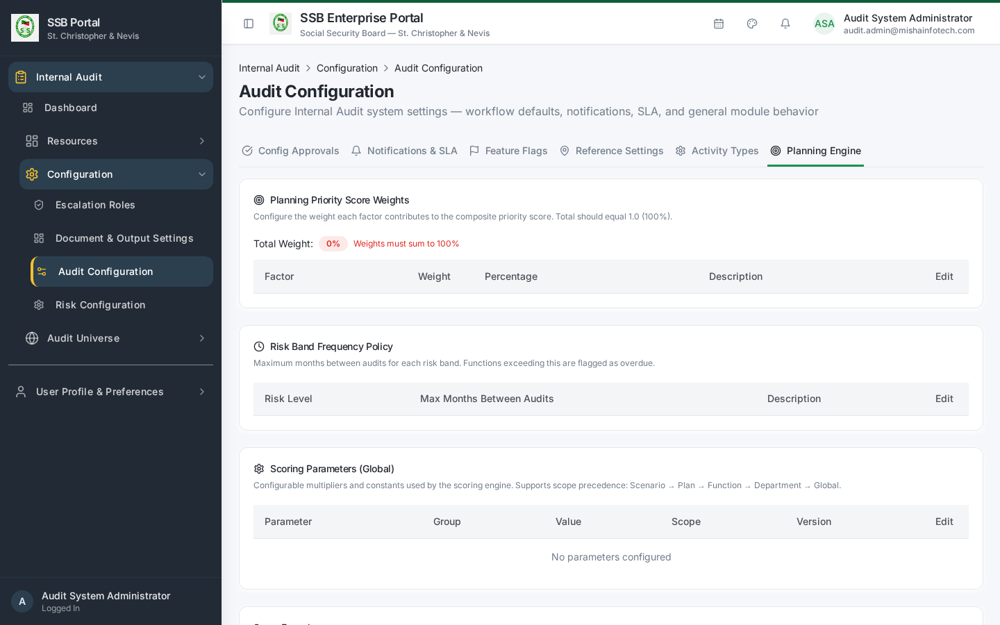 SSB Portal
St. Christopher & Nevis
Internal Audit
Dashboard
Resources
Configuration
Escalation Roles
Document & Output Settings
Audit Configuration
Risk Configuration
Audit Universe
User Profile & Preferences
A
Audit System Administrator
Logged In
SSB Enterprise Portal
Social Security Board — St. Christopher & Nevis
ASA
Audit System Administrator
audit.admin@mishainfotech.com
Internal Audit > Configuration > Audit Configuration
Audit Configuration
Configure Internal Audit system settings — workflow defaults, notifications, SLA, and general module behavior
Config Approvals Notifications & SLA Feature Flags Reference Settings Activity Types Planning Engine
Planning Priority Score Weights
Configure the weight each factor contributes to the composite priority score. Total should equal 1.0 (100%).
Total Weight: 0% Weights must sum to 100%
Factor Weight Percentage Description Edit
Risk Band Frequency Policy
Maximum months between audits for each risk band. Functions exceeding this are flagged as overdue.
Risk Level Max Months Between Audits Description Edit
Scoring Parameters (Global)
Configurable multipliers and constants used by the scoring engine. Supports scope precedence: Scenario → Plan → Function → Department → Global.
Parameter Group Value Scope Version Edit
No parameters configured